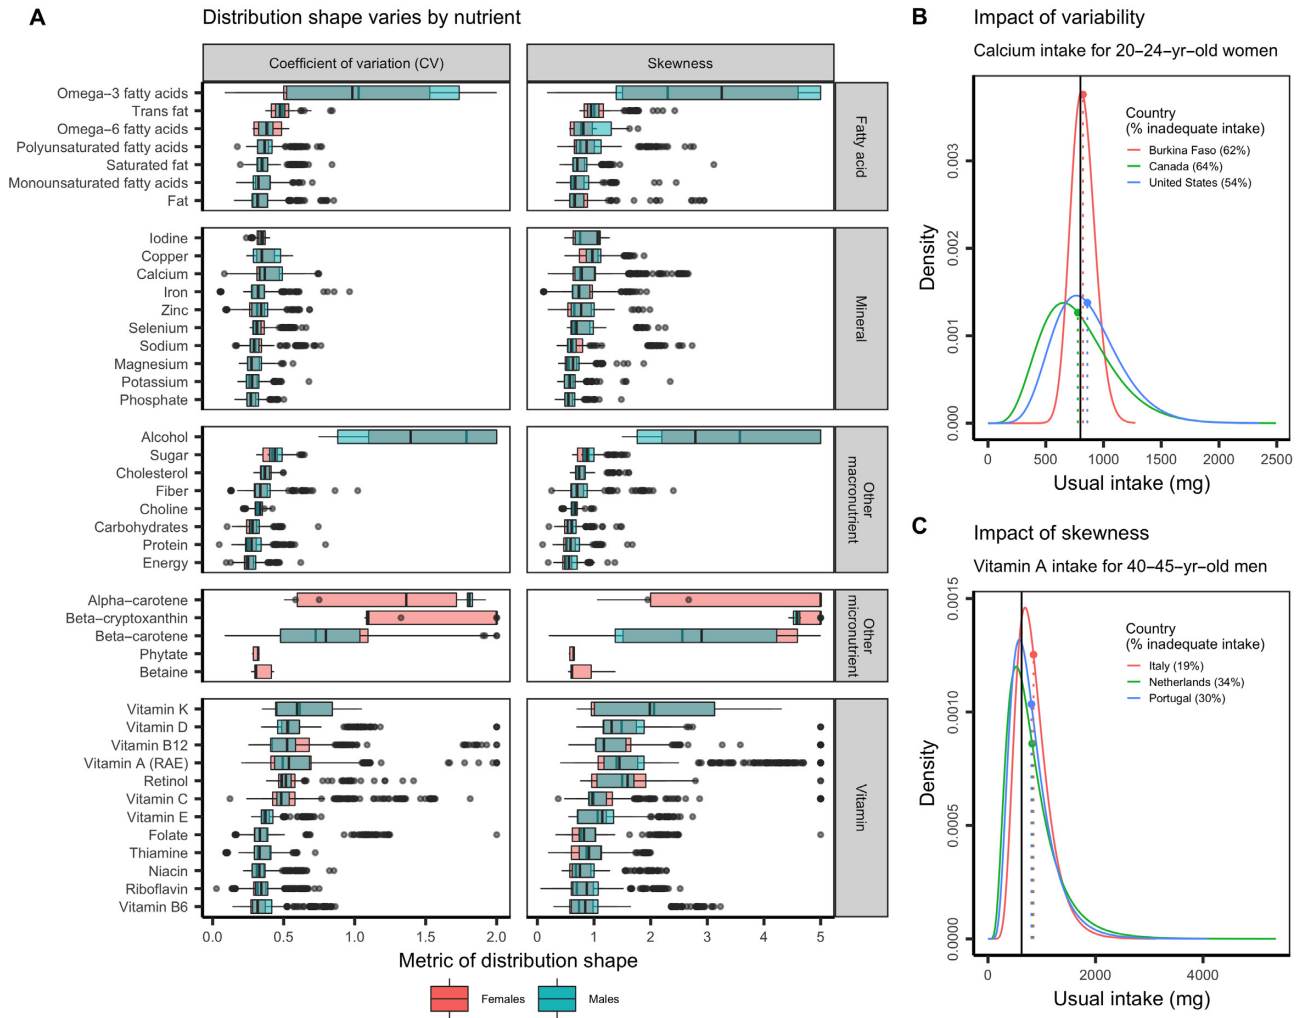 A
Distribution shape varies by nutrient
Coefficient of variation (CV)
Skewness
Omega−3 fatty acids
Trans fat
Omega−6 fatty acids
Polyunsaturated fatty acids
Saturated fat
Monounsaturated fatty acids
Fat
Fatty acid
Iodine
Copper
Calcium
Iron
Zinc
Selenium
Sodium
Magnesium
Potassium
Phosphate
Mineral
Alcohol
Sugar
Cholesterol
Fiber
Choline
Carbohydrates
Protein
Energy
Other
macronutrient
Alpha−carotene
Beta−cryptoxanthin
Beta−carotene
Phytate
Betaine
Other
micronutrient
Vitamin K
Vitamin D
Vitamin B12
Vitamin A (RAE)
Retinol
Vitamin C
Vitamin E
Folate
Thiamine
Niacin
Riboflavin
Vitamin B6
Vitamin
0.0 0.5 1.0 1.5 2.0
0 1 2 3 4 5
Metric of distribution shape
Females Males
B
Impact of variability
Calcium intake for 20−24−yr−old women
Country
(% inadequate intake)
Burkina Faso (62%)
Canada (64%)
United States (54%)
Density
0.003
0.002
0.001
0.000
0 500 1000 1500 2000 2500
Usual intake (mg)
C
Impact of skewness
Vitamin A intake for 40−45−yr−old men
Country
(% inadequate intake)
Italy (19%)
Netherlands (34%)
Portugal (30%)
Density
0.0015
0.0010
0.0005
0.0000
0 2000 4000
Usual intake (mg)